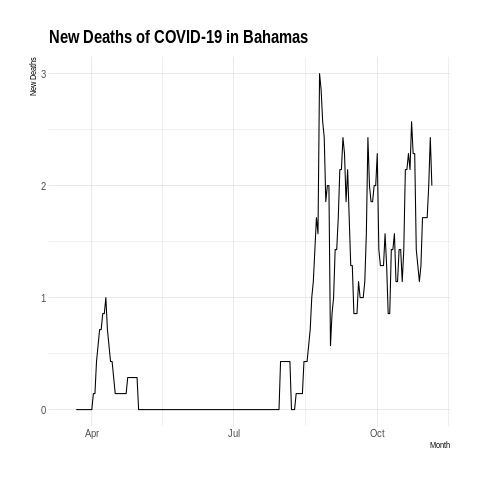 New Deaths of COVID-19 in Bahamas
New Deaths
3
2
1
0
Apr
Jul
Oct
Month